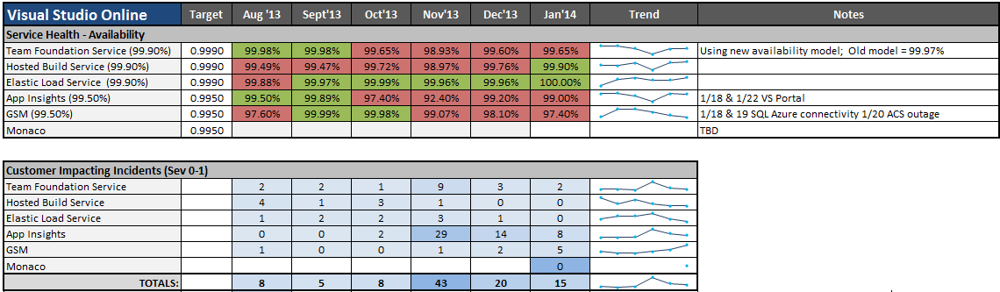 Visual Studio Online Target Aug '13 Sept'13 Oct'13 Nov'13 Dec'13 Jan'14 Trend Notes
Service Health - Availability
Team Foundation Service (99.90%) 0.9990 99.98% 99.98% 99.65% 98.93% 99.60% 99.65% Using new availability model; Old model = 99.97%
Hosted Build Service (99.90%) 0.9990 99.49% 99.47% 99.72% 98.97% 99.76% 99.90%
Elastic Load Service (99.90%) 0.9990 99.88% 99.97% 99.99% 99.96% 99.96% 100.00%
App Insights (99.50%) 0.9950 99.50% 99.89% 97.40% 92.40% 99.20% 99.00% 1/18 & 1/22 VS Portal
GSM (99.50%) 0.9950 97.60% 99.99% 99.98% 99.07% 98.10% 97.40% 1/18 & 19 SQL Azure connectivity 1/20 ACS outage
Monaco 0.9950 TBD
Customer Impacting Incidents (Sev 0-1)
Team Foundation Service 2 2 1 9 3 2
Hosted Build Service 4 1 3 1 0 0
Elastic Load Service 1 2 2 3 1 0
App Insights 0 0 2 29 14 8
GSM 1 0 0 1 2 5
Monaco 0
TOTALS: 8 5 8 43 20 15